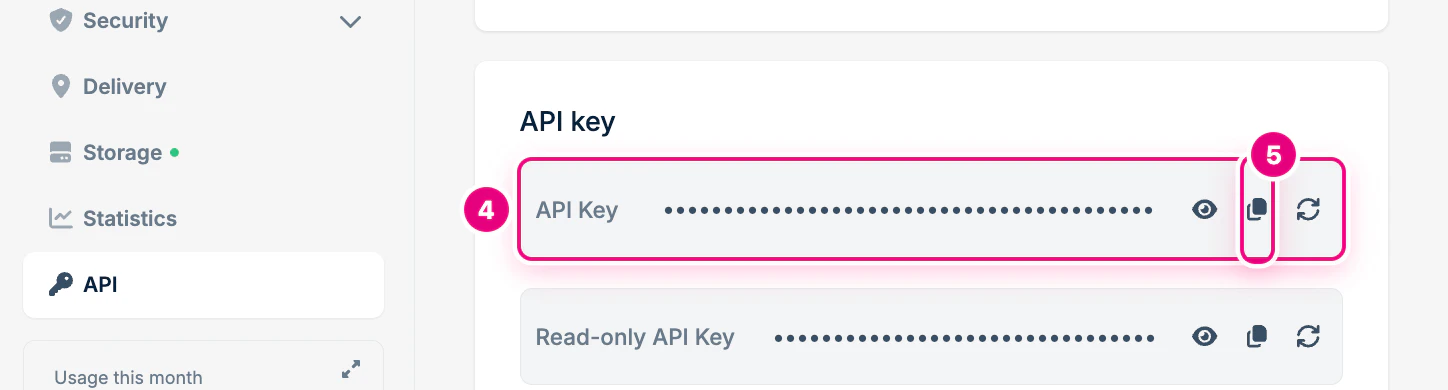 Security
Delivery
Storage
Statistics
API
Usage this month
API key
4
5
API Key ••••••••••••••••••••••••••••••••••••••••
Read-only API Key ••••••••••••••••••••••••••••••••